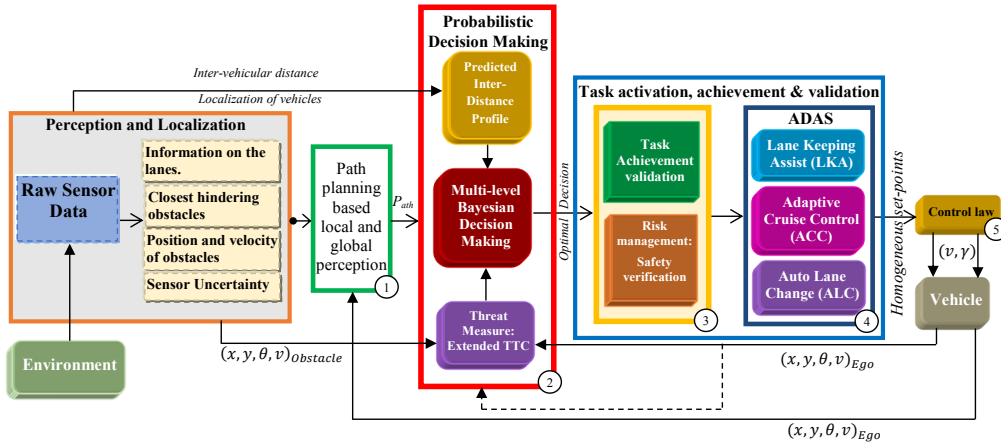 Probabilistic
Decision Making
Predicted
Inter-
Distance
Profile
Inter-vehicular distance
Localization of vehicles
Perception and Localization
Raw Sensor
Data
Information on the
lanes.
Closest hindering
obstacles
Position and velocity
of obstacles
Sensor Uncertainty
Environment
Path
planning
based
local and
global
perception
1
P_ath
Multi-level
Bayesian
Decision
Making
Threat
Measure:
Extended TTC
2
(x, y, θ, v)_Obstacle
Optimal Decision
Task activation, achievement & validation
Task
Achievement
validation
Risk
management:
Safety
verification
3
ADAS
Lane Keeping
Assist (LKA)
Adaptive
Cruise Control
(ACC)
Auto Lane
Change (ALC)
4
Homogeneous set-points
Control law
5
(v, γ)
Vehicle
(x, y, θ, v)_Ego
(x, y, θ, v)_Ego